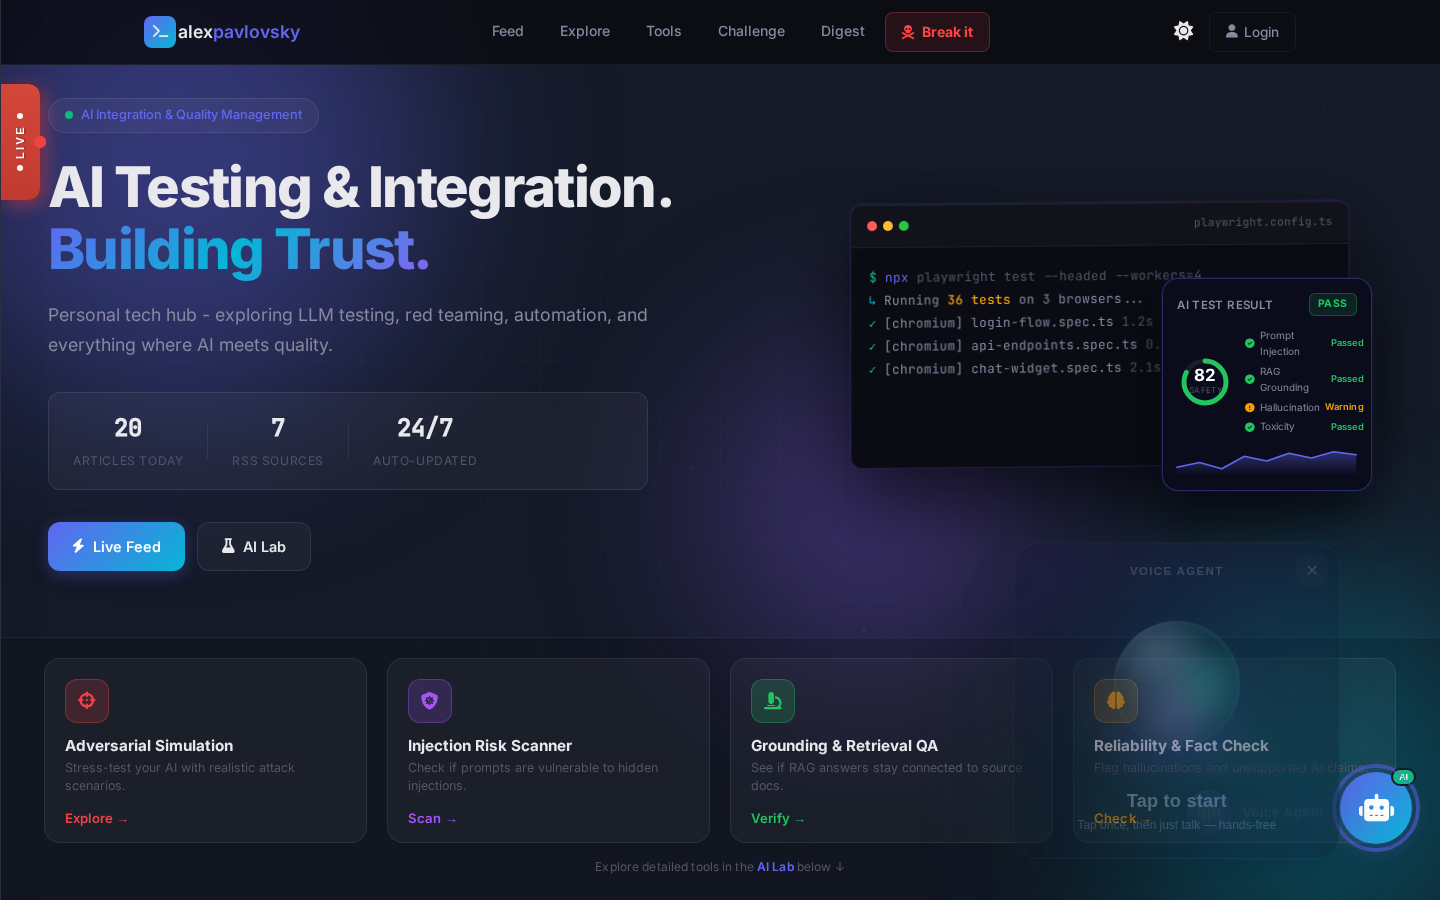 alexpavlovsky
Feed
Explore
Tools
Challenge
Digest
Break it
Login
LIVE
AI Integration & Quality Management
AI Testing & Integration.
Building Trust.
Personal tech hub - exploring LLM testing, red teaming, automation, and
everything where AI meets quality.
20
ARTICLES TODAY
7
RSS SOURCES
24/7
AUTO-UPDATED
Live Feed
AI Lab
playwright.config.ts
$ npx playwright test --headed --workers=4
↳ Running 36 tests on 3 browsers...
✓ [chromium] login-flow.spec.ts 1.2s
✓ [chromium] api-endpoints.spec.ts 0.
✓ [chromium] chat-widget.spec.ts 2.1s
AI TEST RESULT
PASS
82
SAFETY
Prompt
Injection
Passed
RAG
Grounding
Passed
Hallucination
Warning
Toxicity
Passed
VOICE AGENT
Adversarial Simulation
Stress-test your AI with realistic attack
scenarios.
Explore →
Injection Risk Scanner
Check if prompts are vulnerable to hidden
injections.
Scan →
Grounding & Retrieval QA
See if RAG answers stay connected to source
docs.
Verify →
Reliability & Fact Check
Flag hallucinations and unsupported AI claims.
Check →
Tap to start
Tap once, then just talk — hands-free
Voice Agent
AI
Explore detailed tools in the AI Lab below ↓